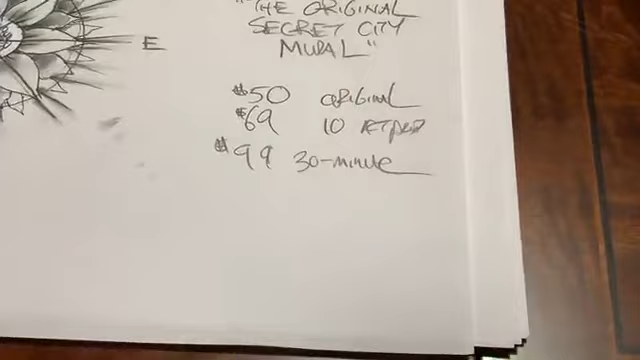 "THE ORIGINAL
SECRET CITY
MURAL"
E
$50 ORIGINAL
$69 10
$99 30-minute